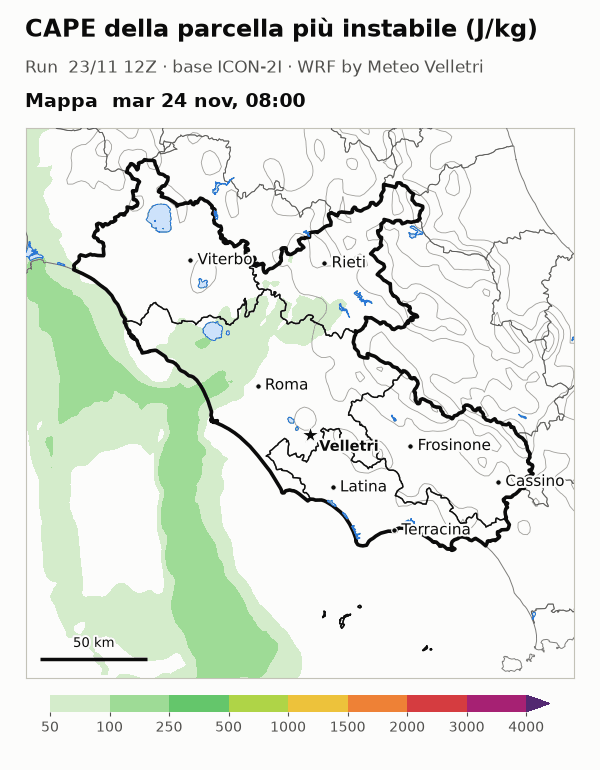 CAPE della parcella più instabile (J/kg)
Run  23/11 12Z · base ICON-2I · WRF by Meteo Velletri
Mappa  mar 24 nov, 08:00
Viterbo
Rieti
Roma
Velletri
Frosinone
Cassino
Latina
Terracina
50 km
50 100 250 500 1000 1500 2000 3000 4000